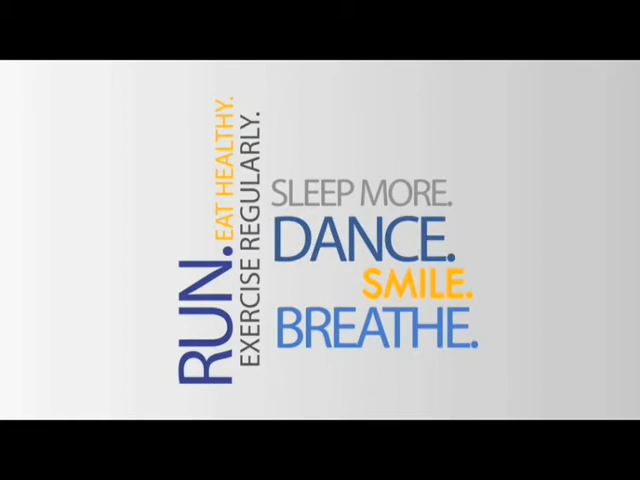 RUN.
EAT HEALTHY.
EXERCISE REGULARLY.
SLEEP MORE.
DANCE.
SMILE.
BREATHE.